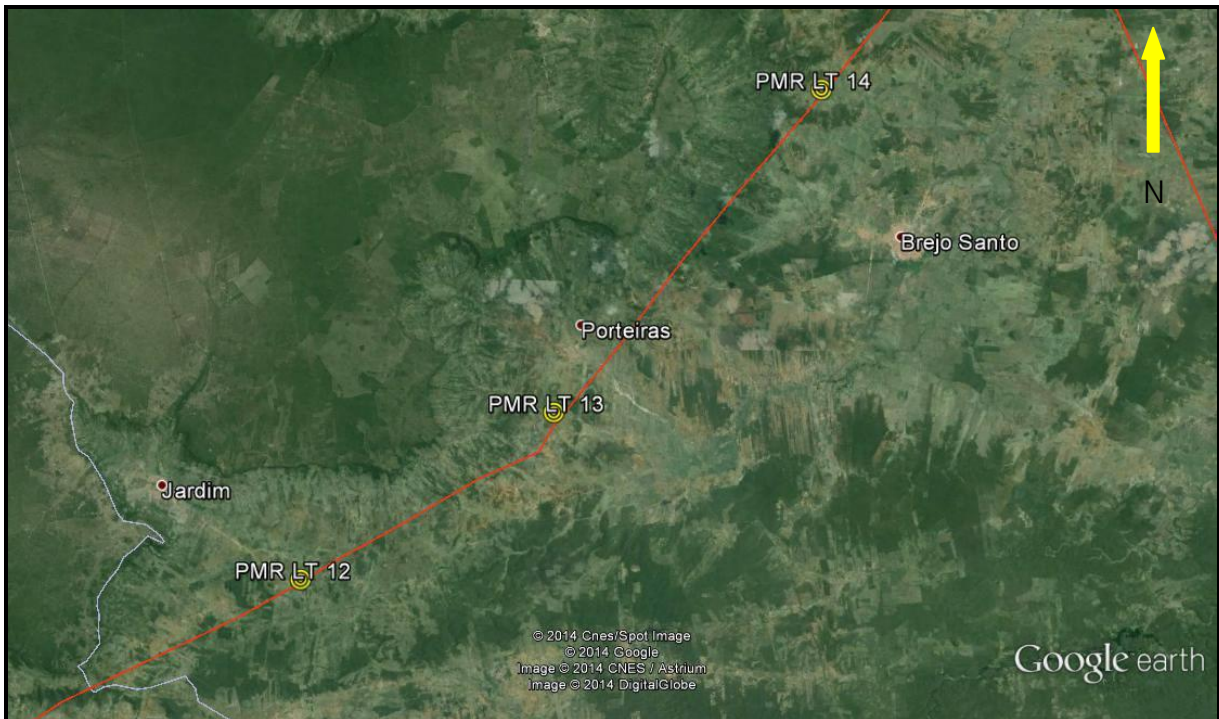 PMR LT 14
N
Brejo Santo
Porteiras
PMR LT 13
Jardim
PMR LT 12
© 2014 Cnes/Spot Image
© 2014 Google
Image © 2014 CNES / Astrium
Image © 2014 DigitalGlobe
Google earth